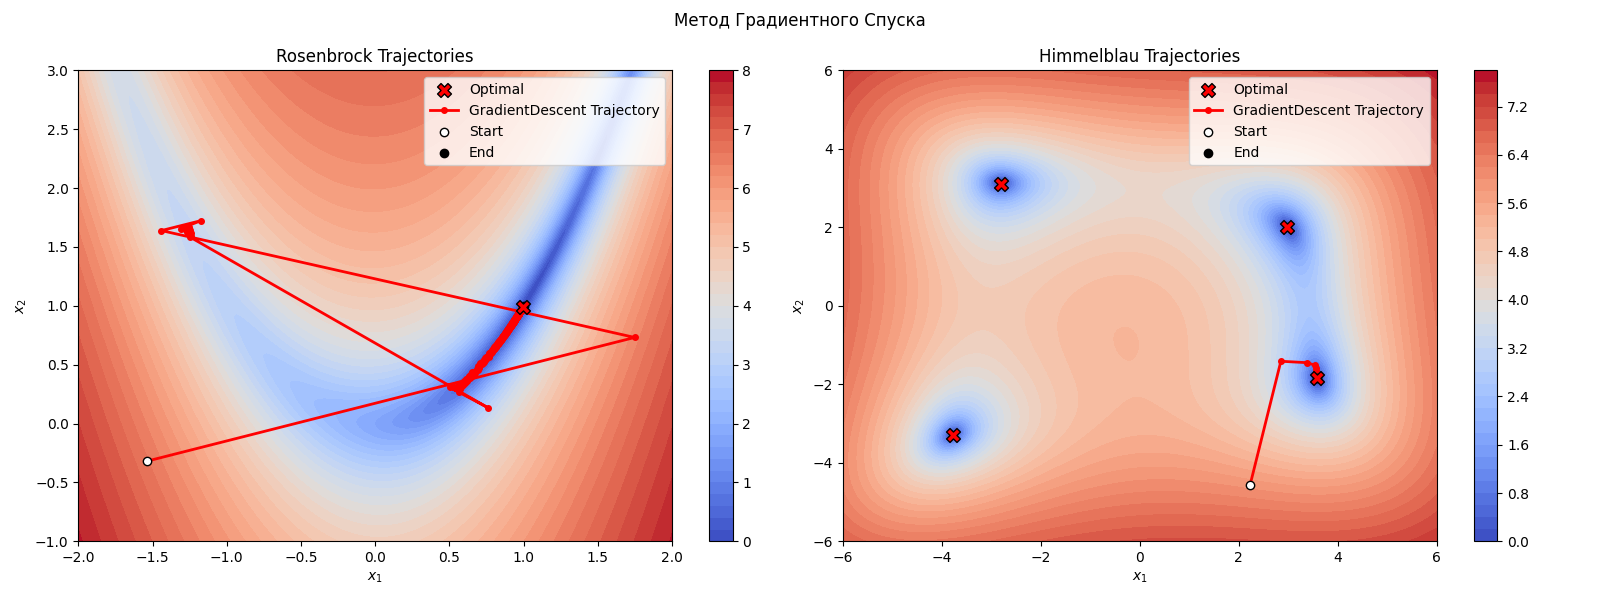 Метод Градиентного Спуска
Rosenbrock Trajectories
3.0
2.5
2.0
1.5
1.0
0.5
0.0
−0.5
−1.0
x₂
−2.0 −1.5 −1.0 −0.5 0.0 0.5 1.0 1.5 2.0
x₁
Optimal
GradientDescent Trajectory
Start
End
8
7
6
5
4
3
2
1
0
Himmelblau Trajectories
6
4
2
0
−2
−4
−6
x₂
−6 −4 −2 0 2 4 6
x₁
Optimal
GradientDescent Trajectory
Start
End
7.2
6.4
5.6
4.8
4.0
3.2
2.4
1.6
0.8
0.0